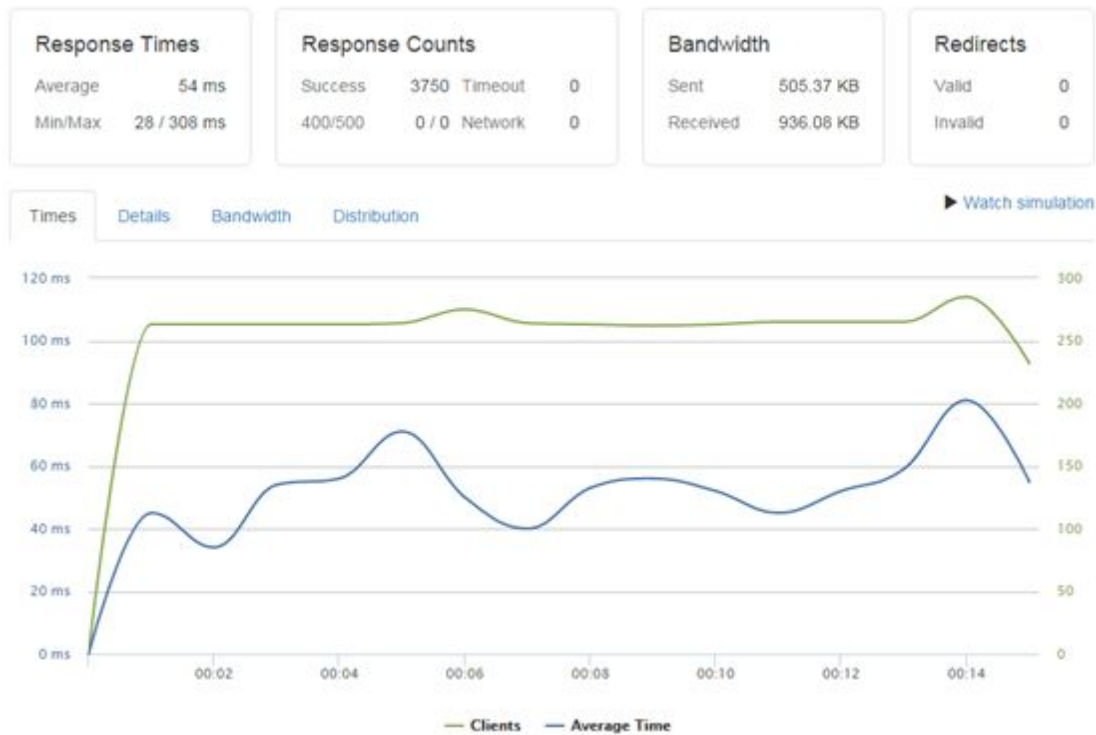 Response Times
Average 54 ms
Min/Max 28 / 308 ms
Response Counts
Success 3750 Timeout 0
400/500 0 / 0 Network 0
Bandwidth
Sent 505.37 KB
Received 936.08 KB
Redirects
Valid 0
Invalid 0
Times Details Bandwidth Distribution Watch simulation
120 ms 300
100 ms 250
80 ms 200
60 ms 150
40 ms 100
20 ms 50
0 ms 0
00:02 00:04 00:06 00:08 00:10 00:12 00:14
Clients Average Time